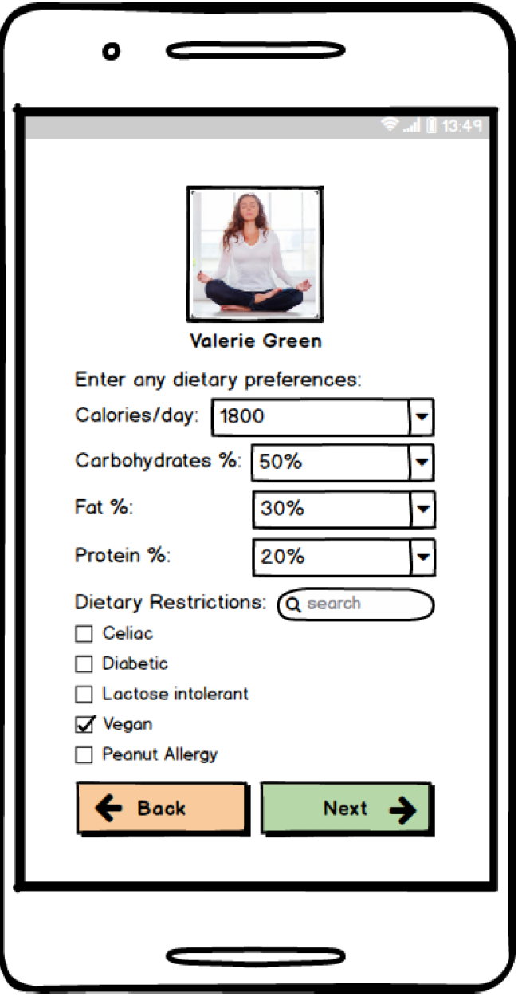 13:49
Valerie Green
Enter any dietary preferences:
Calories/day: 1800
Carbohydrates %: 50%
Fat %: 30%
Protein %: 20%
Dietary Restrictions: search
Celiac
Diabetic
Lactose intolerant
Vegan
Peanut Allergy
Back Next